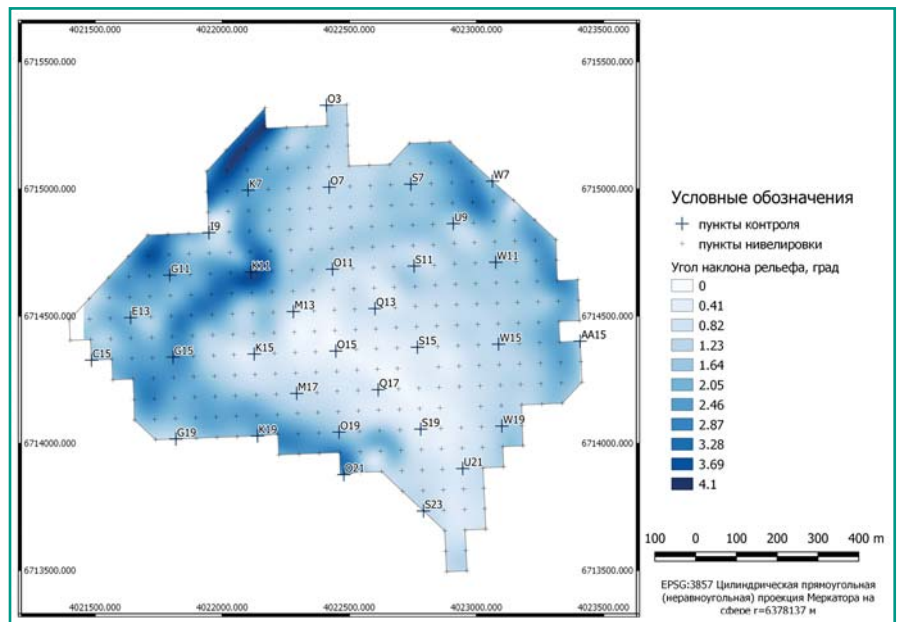 4021500.000 4022000.000 4022500.000 4023000.000 4023500.000
6715500.000 6715500.000
O3
6715000.000 K7 O7 S7 W7 6715000.000
I9 U9
G11 K11 O11 S11 W11
6714500.000 E13 M13 Q13 6714500.000
C15 G15 K15 O15 S15 W15 AA15
M17 Q17
6714000.000 G19 K19 O19 S19 W19 6714000.000
O21 U21
S23
6713500.000 6713500.000
4021500.000 4022000.000 4022500.000 4023000.000 4023500.000
Условные обозначения
пункты контроля
пункты нивелировки
Угол наклона рельефа, град
0
0.41
0.82
1.23
1.64
2.05
2.46
2.87
3.28
3.69
4.1
100 0 100 200 300 400 m
EPSG:3857 Цилиндрическая прямоугольная
(неравноугольная) проекция Меркатора на
сфере r=6378137 м